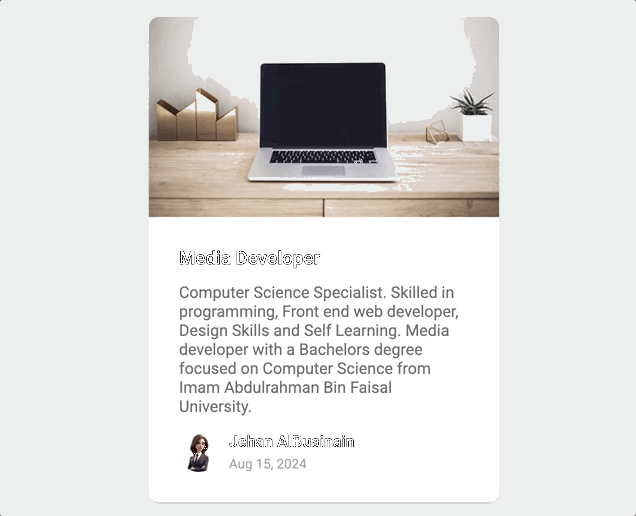 Media Developer
Computer Science Specialist. Skilled in
programming, Front end web developer,
Design Skills and Self Learning. Media
developer with a Bachelors degree
focused on Computer Science from
Imam Abdulrahman Bin Faisal
University.
Jehan AlBusinain
Aug 15, 2024